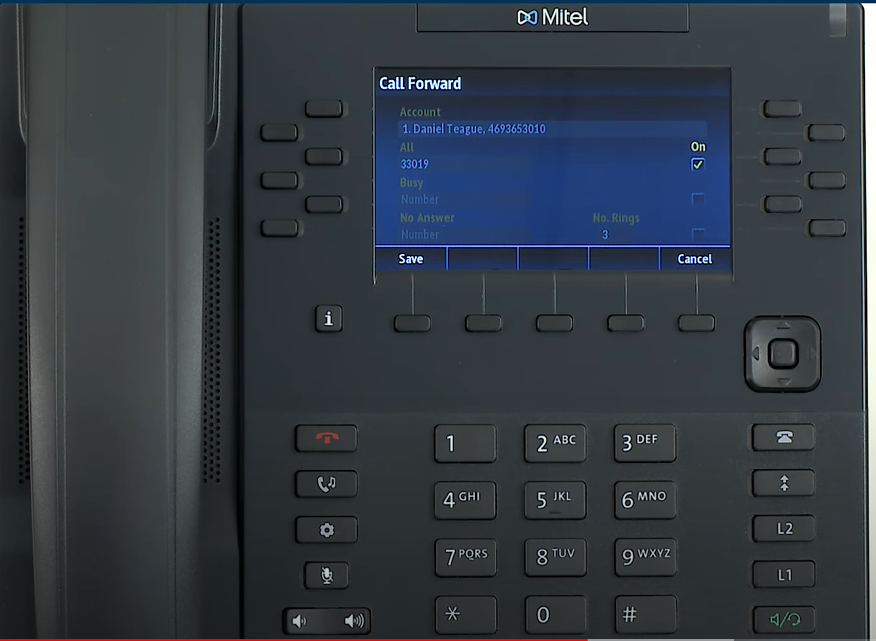 Mitel
Call Forward
Account
1. Daniel Teague, 4693653010
All On
33019
Busy
Number
No Answer No. Rings
Number 3
Save Cancel
i
1 2 ABC 3 DEF
4 GHI 5 JKL 6 MNO
L2
7 PQRS 8 TUV 9 WXYZ
L1
* 0 #